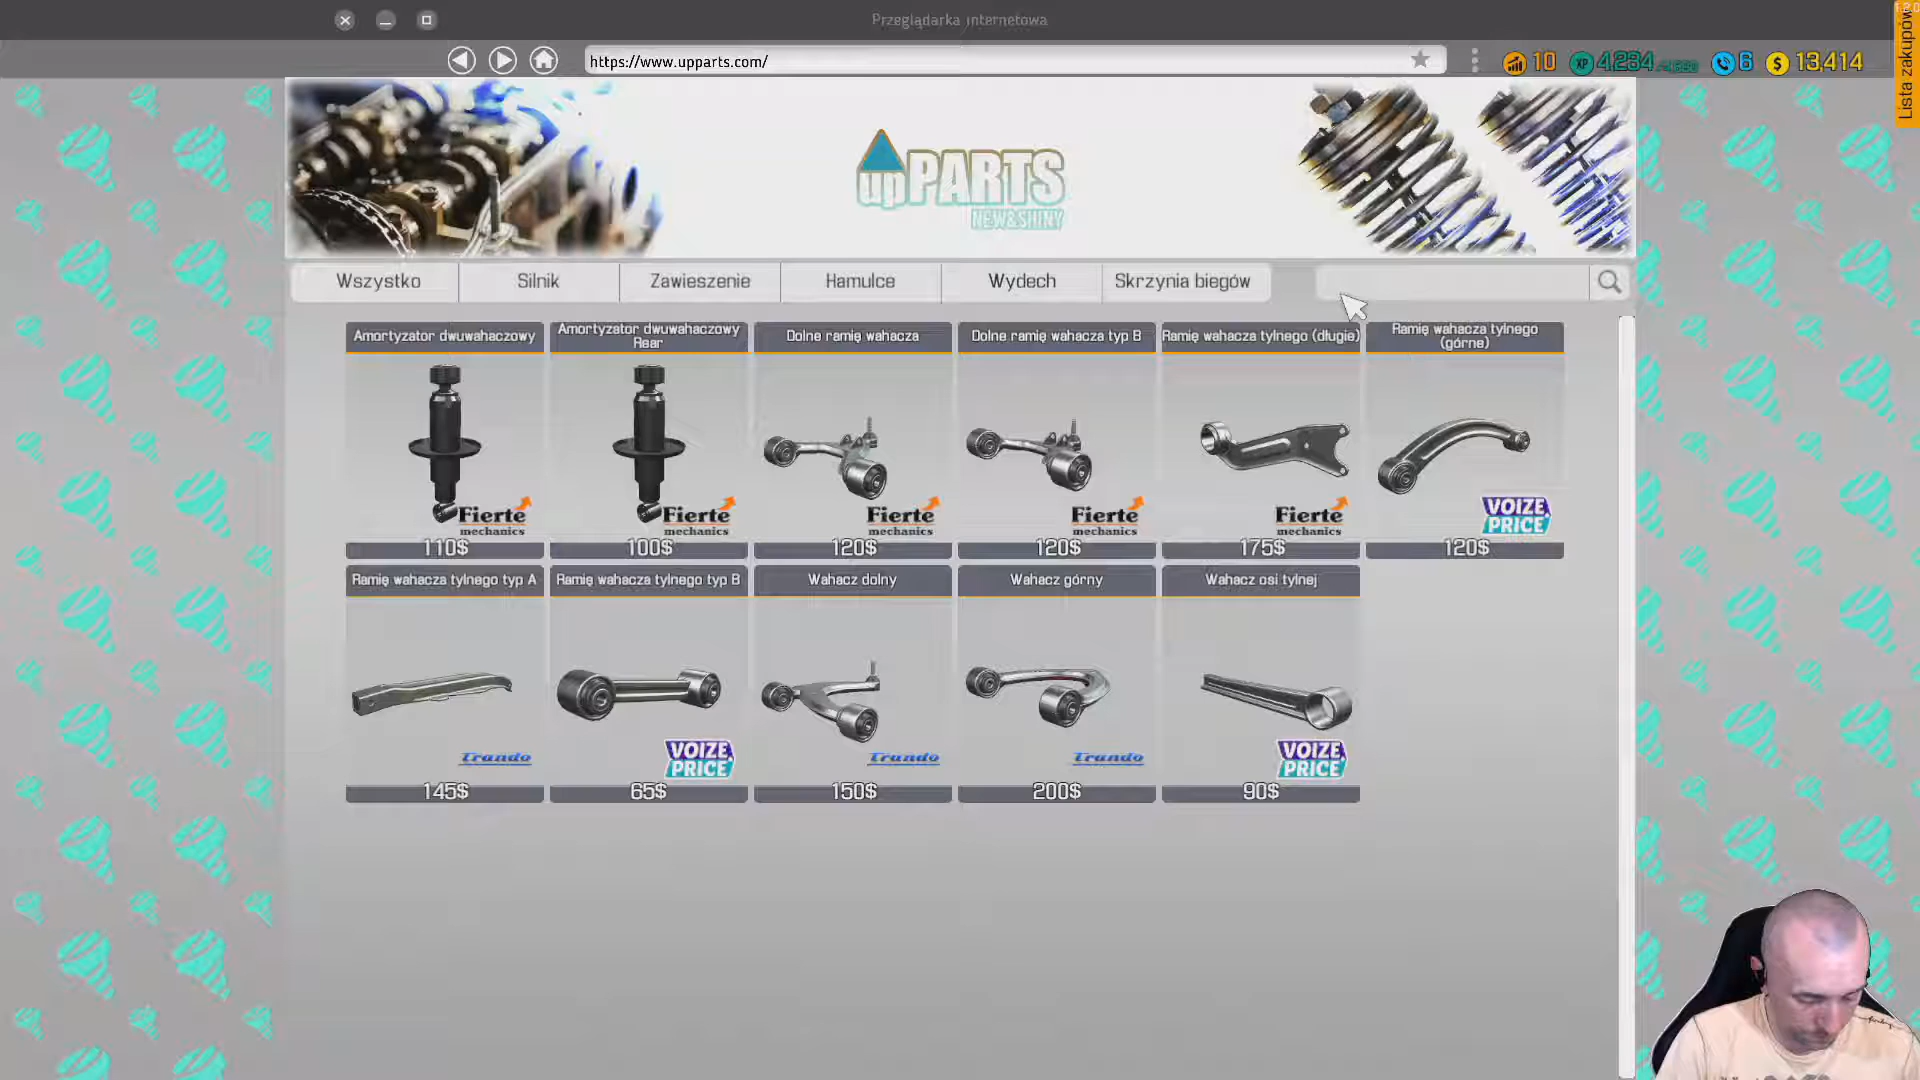 Przeglądarka internetowa
https://www.upparts.com/
10
XP 4,234
6
$ 13,414
Lista zakupów
upPARTS
NEW&SHINY
Wszystko
Silnik
Zawieszenie
Hamulce
Wydech
Skrzynia biegów
Amortyzator dwuwahaczowy
Amortyzator dwuwahaczowy
Rear
Dolne ramię wahacza
Dolne ramię wahacza typ B
Ramię wahacza tylnego (długie)
Ramię wahacza tylnego
(górne)
Fierte
mechanics
Fierte
mechanics
Fierte
mechanics
Fierte
mechanics
Fierte
mechanics
VOIZE
PRICE
110$
100$
120$
120$
175$
120$
Ramię wahacza tylnego typ A
Ramię wahacza tylnego typ B
Wahacz dolny
Wahacz górny
Wahacz osi tylnej
Trando
VOIZE
PRICE
Trando
Trando
VOIZE
PRICE
145$
65$
150$
200$
90$